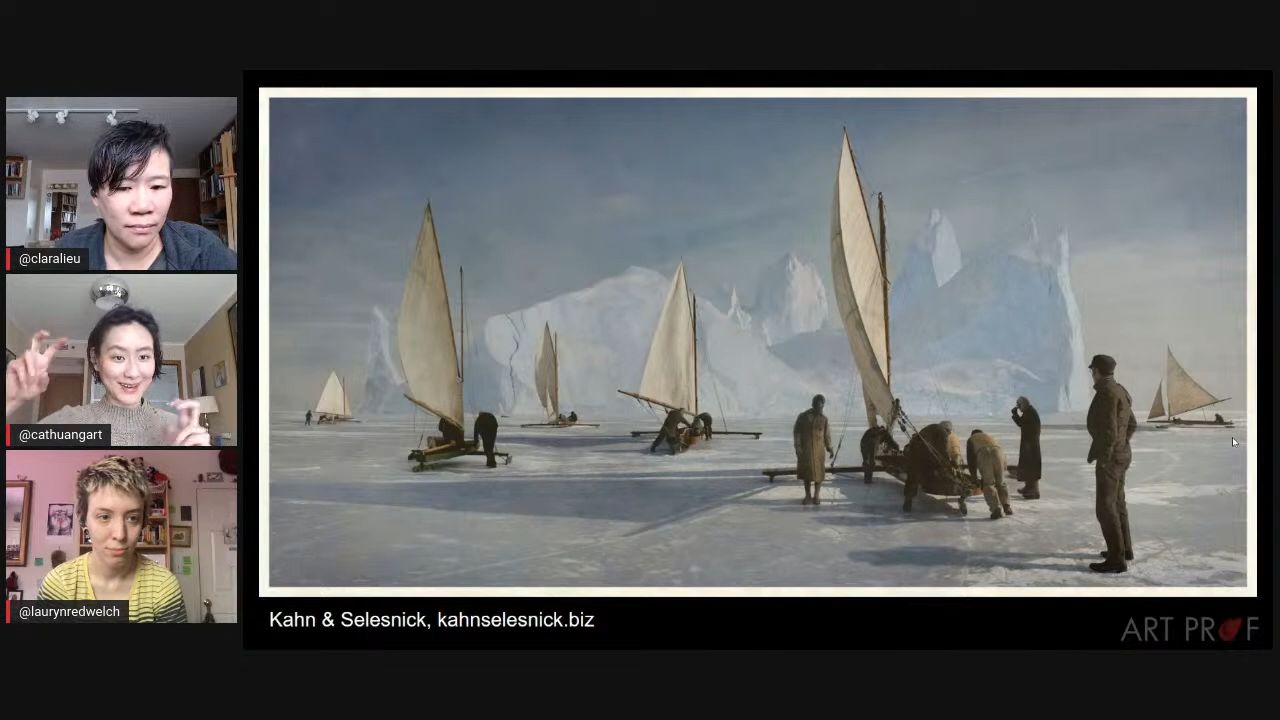 @claralieu
@cathuangart
@laurynredwelch
Kahn & Selesnick, kahnselesnick.biz
ART PROF